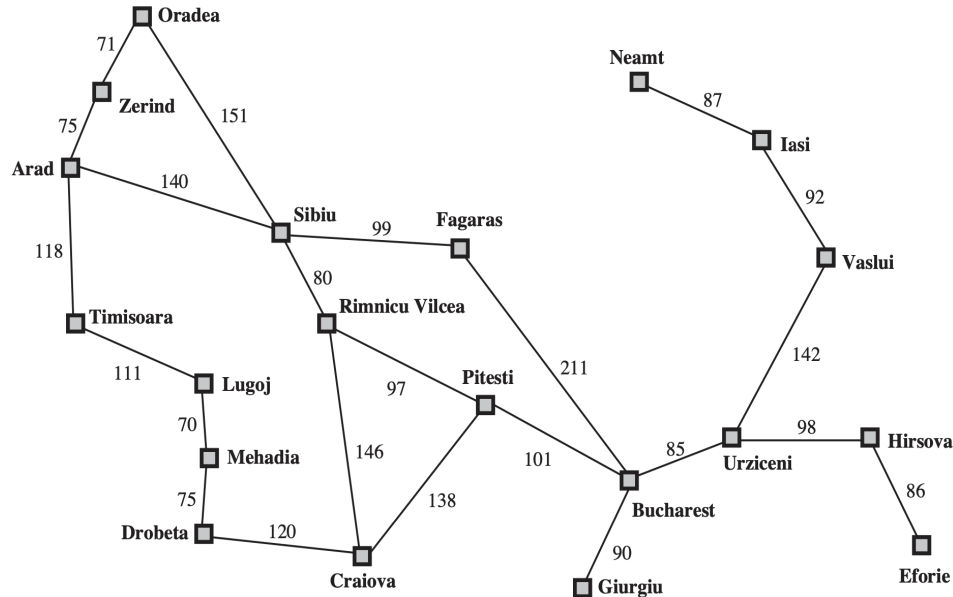 Oradea
71
Neamt
Zerind
87
75
151
Iasi
Arad
140
92
Sibiu
Fagaras
99
118
Vaslui
80
Timisoara
Rimnicu Vilcea
142
111
211
Lugoj
97
Pitesti
70
98
Hirsova
146
85
Mehadia
101
Urziceni
75
138
86
Bucharest
Drobeta
120
90
Craiova
Giurgiu
Eforie